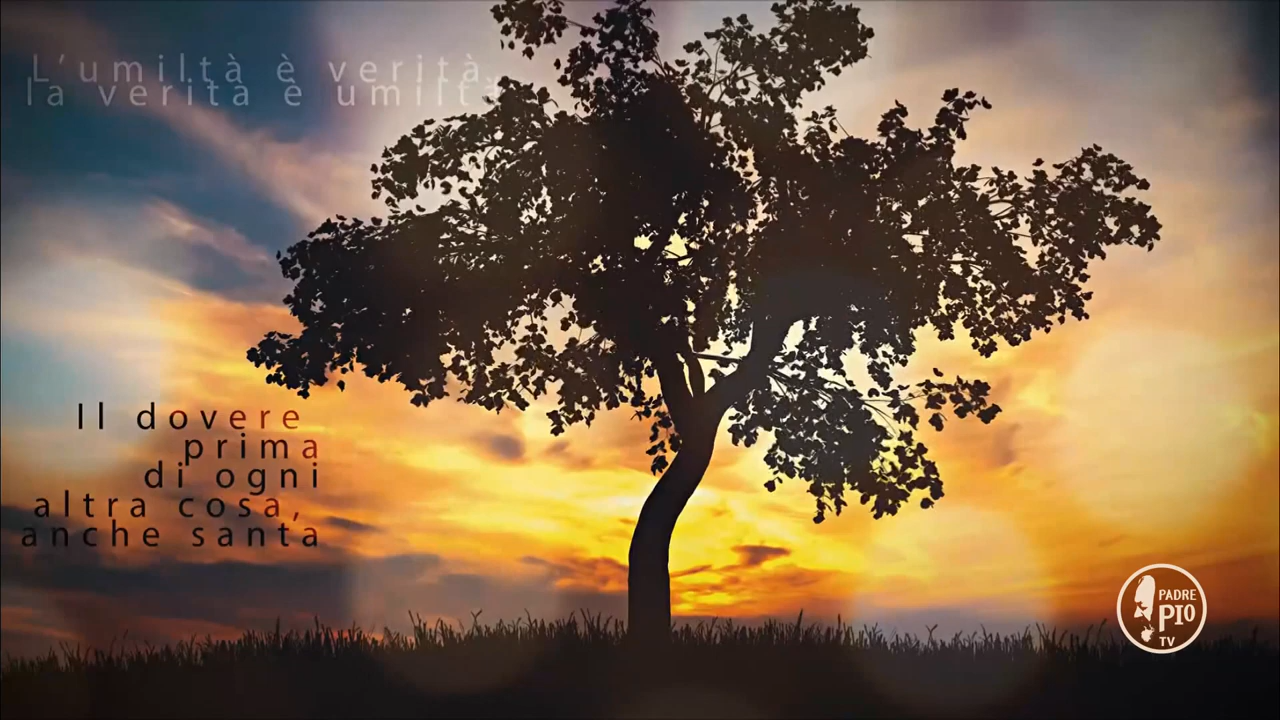 L'umiltà è verità,
la verità è umiltà
Il dovere
prima
di ogni
altra cosa,
anche santa
PADRE
PIO
TV